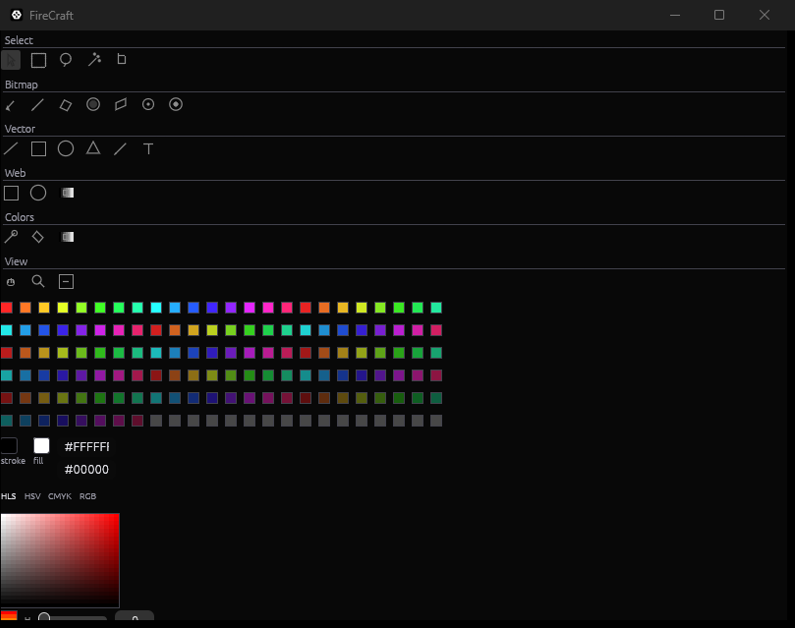 FireCraft
Select
Bitmap
Vector
T
Web
Colors
View
#FFFFFF
stroke fill
#00000
HLS HSV CMYK RGB